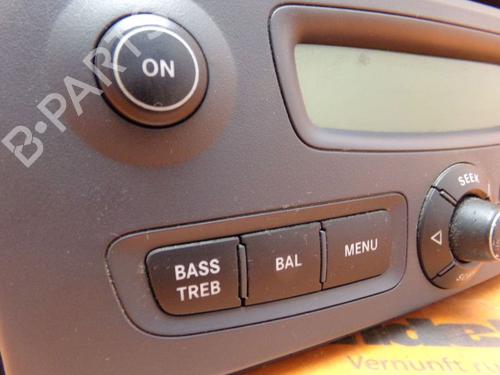 ON
B-PARTS
SEEK
BASS
TREB
BAL
MENU
Vernunft